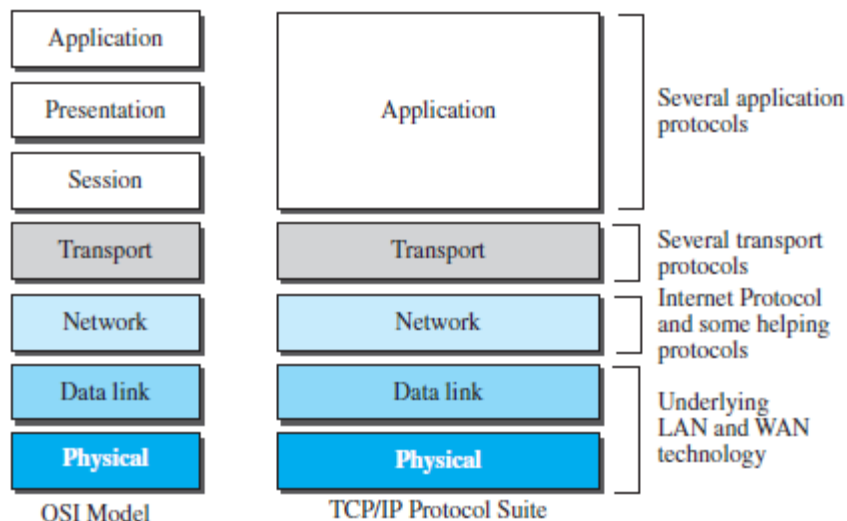 Application
Presentation
Session
Transport
Network
Data link
Physical
OSI Model
Application
Transport
Network
Data link
Physical
TCP/IP Protocol Suite
Several application
protocols
Several transport
protocols
Internet Protocol
and some helping
protocols
Underlying
LAN and WAN
technology